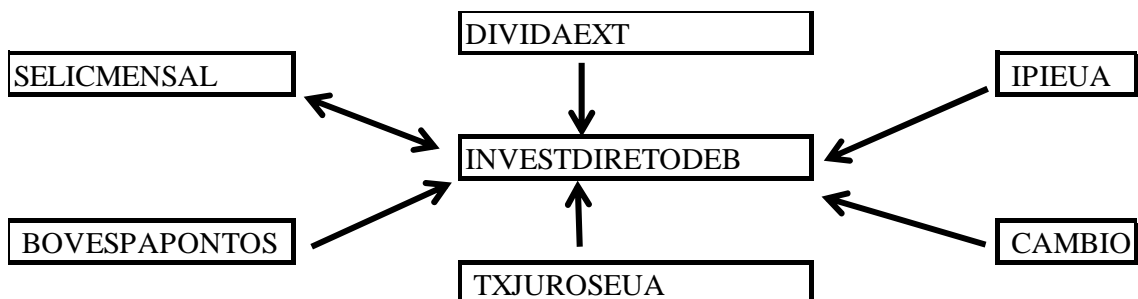 DIVIDAEXT
SELICMENSAL
IPIEUA
INVESTDIRETODEB
BOVESPAPONTOS
CAMBIO
TXJUROSEUA